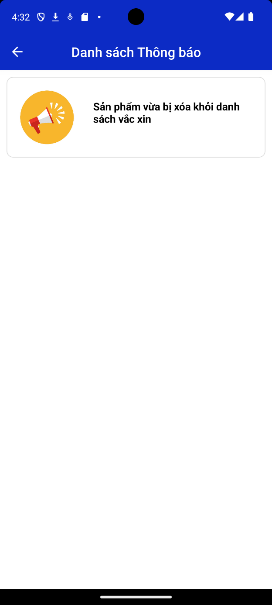 4:32
Danh sách Thông báo
Sản phẩm vừa bị xóa khỏi danh
sách vắc xin